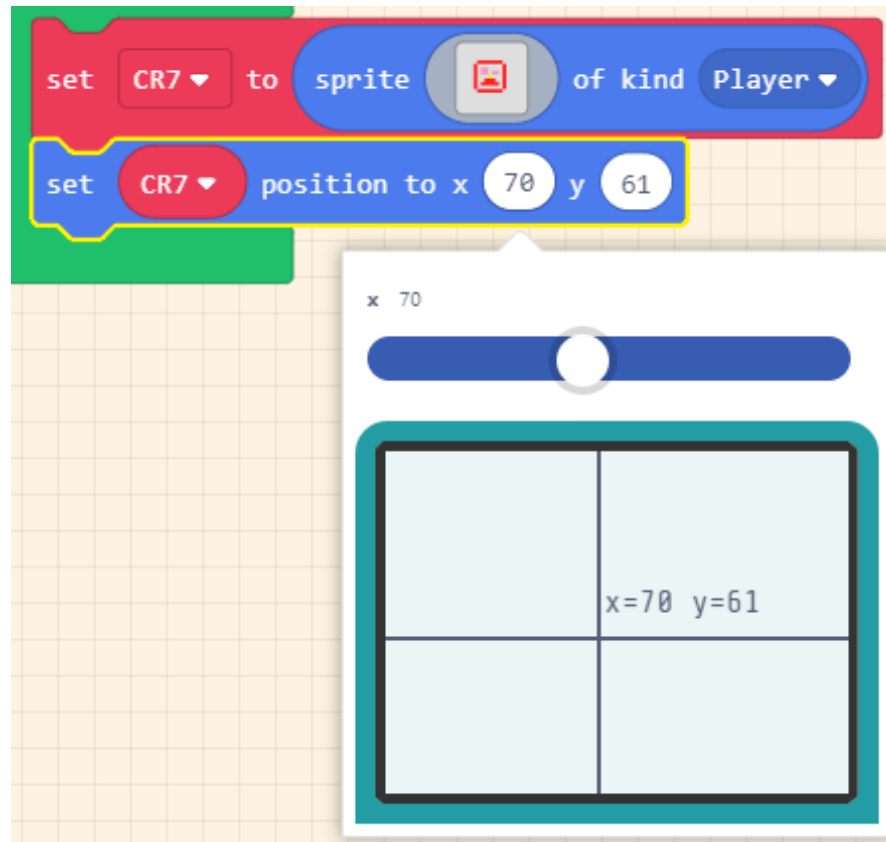 set CR7 to sprite of kind Player
set CR7 position to x 70 y 61
x 70
x=70 y=61